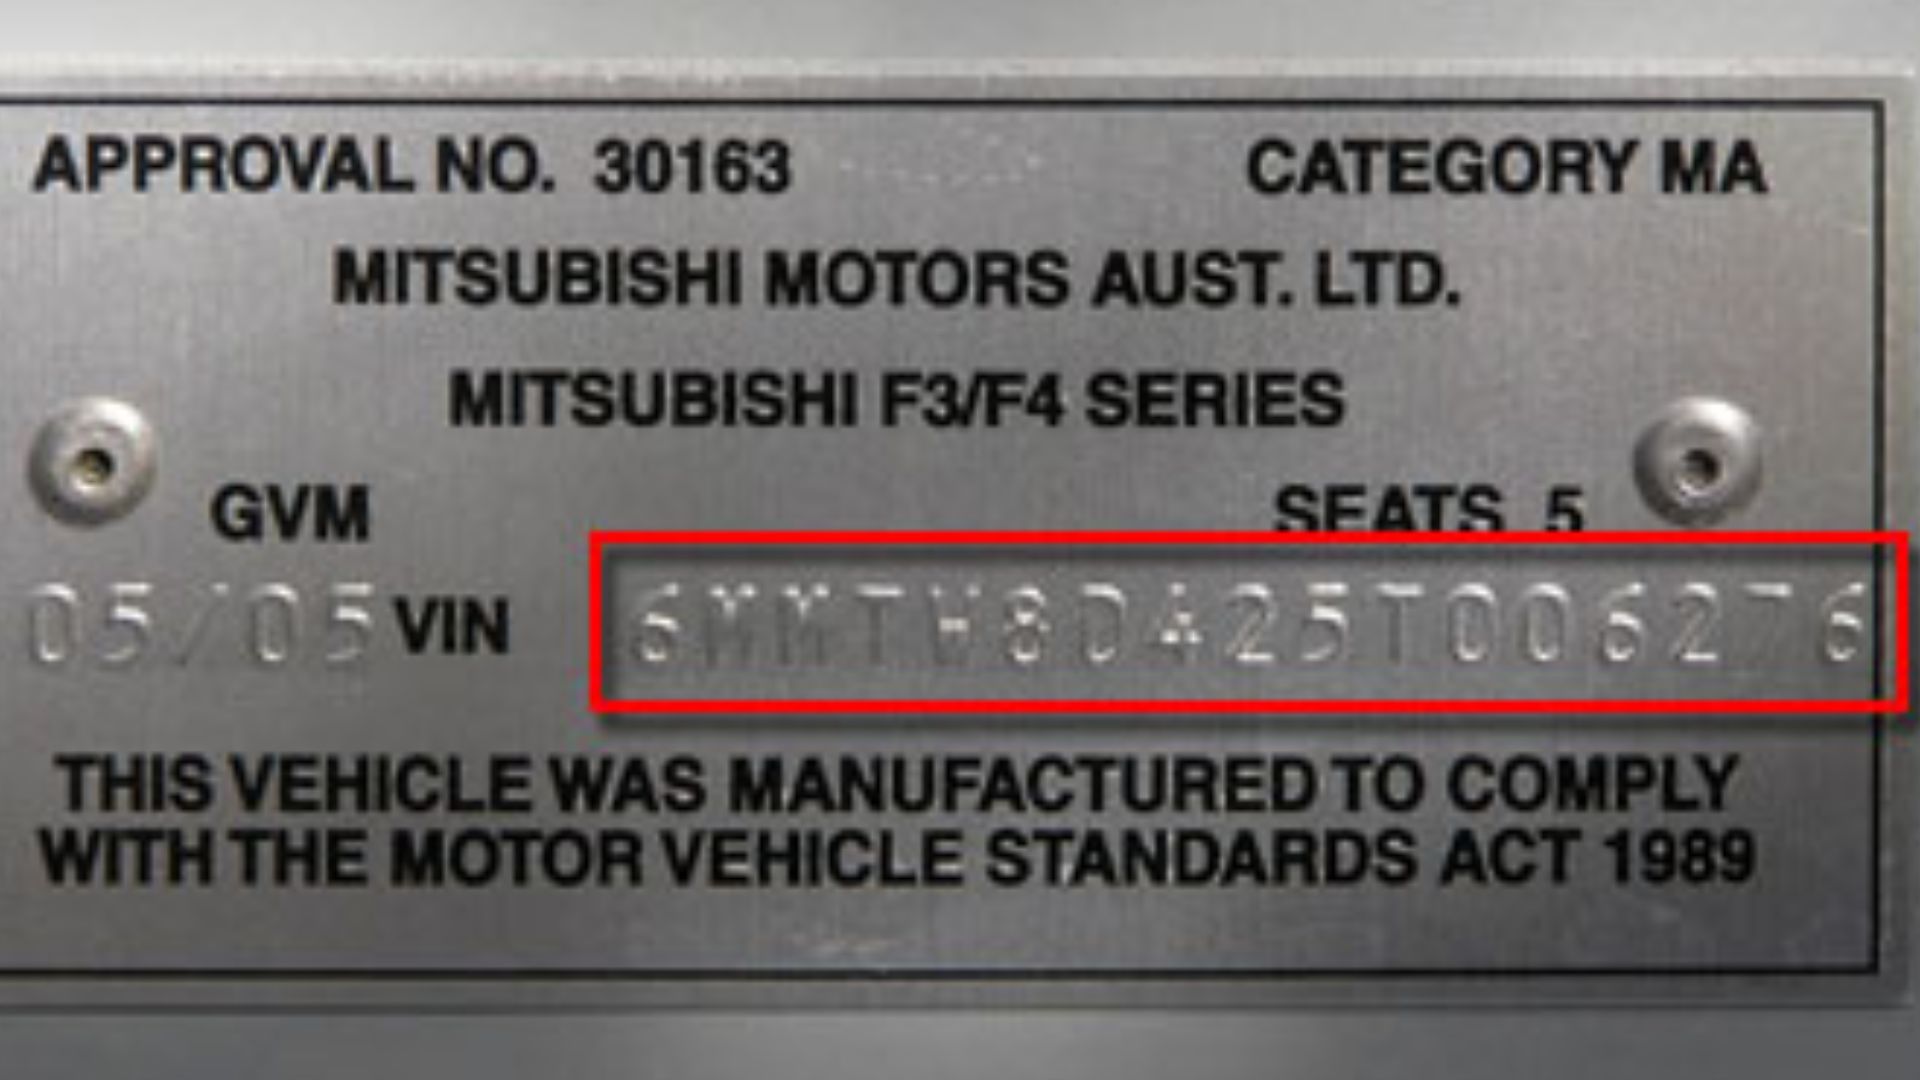 APPROVAL NO. 30163 CATEGORY MA
MITSUBISHI MOTORS AUST. LTD.
MITSUBISHI F3/F4 SERIES
GVM SEATS 5
05/05 VIN 6MMTW8D425T006276
THIS VEHICLE WAS MANUFACTURED TO COMPLY
WITH THE MOTOR VEHICLE STANDARDS ACT 1989